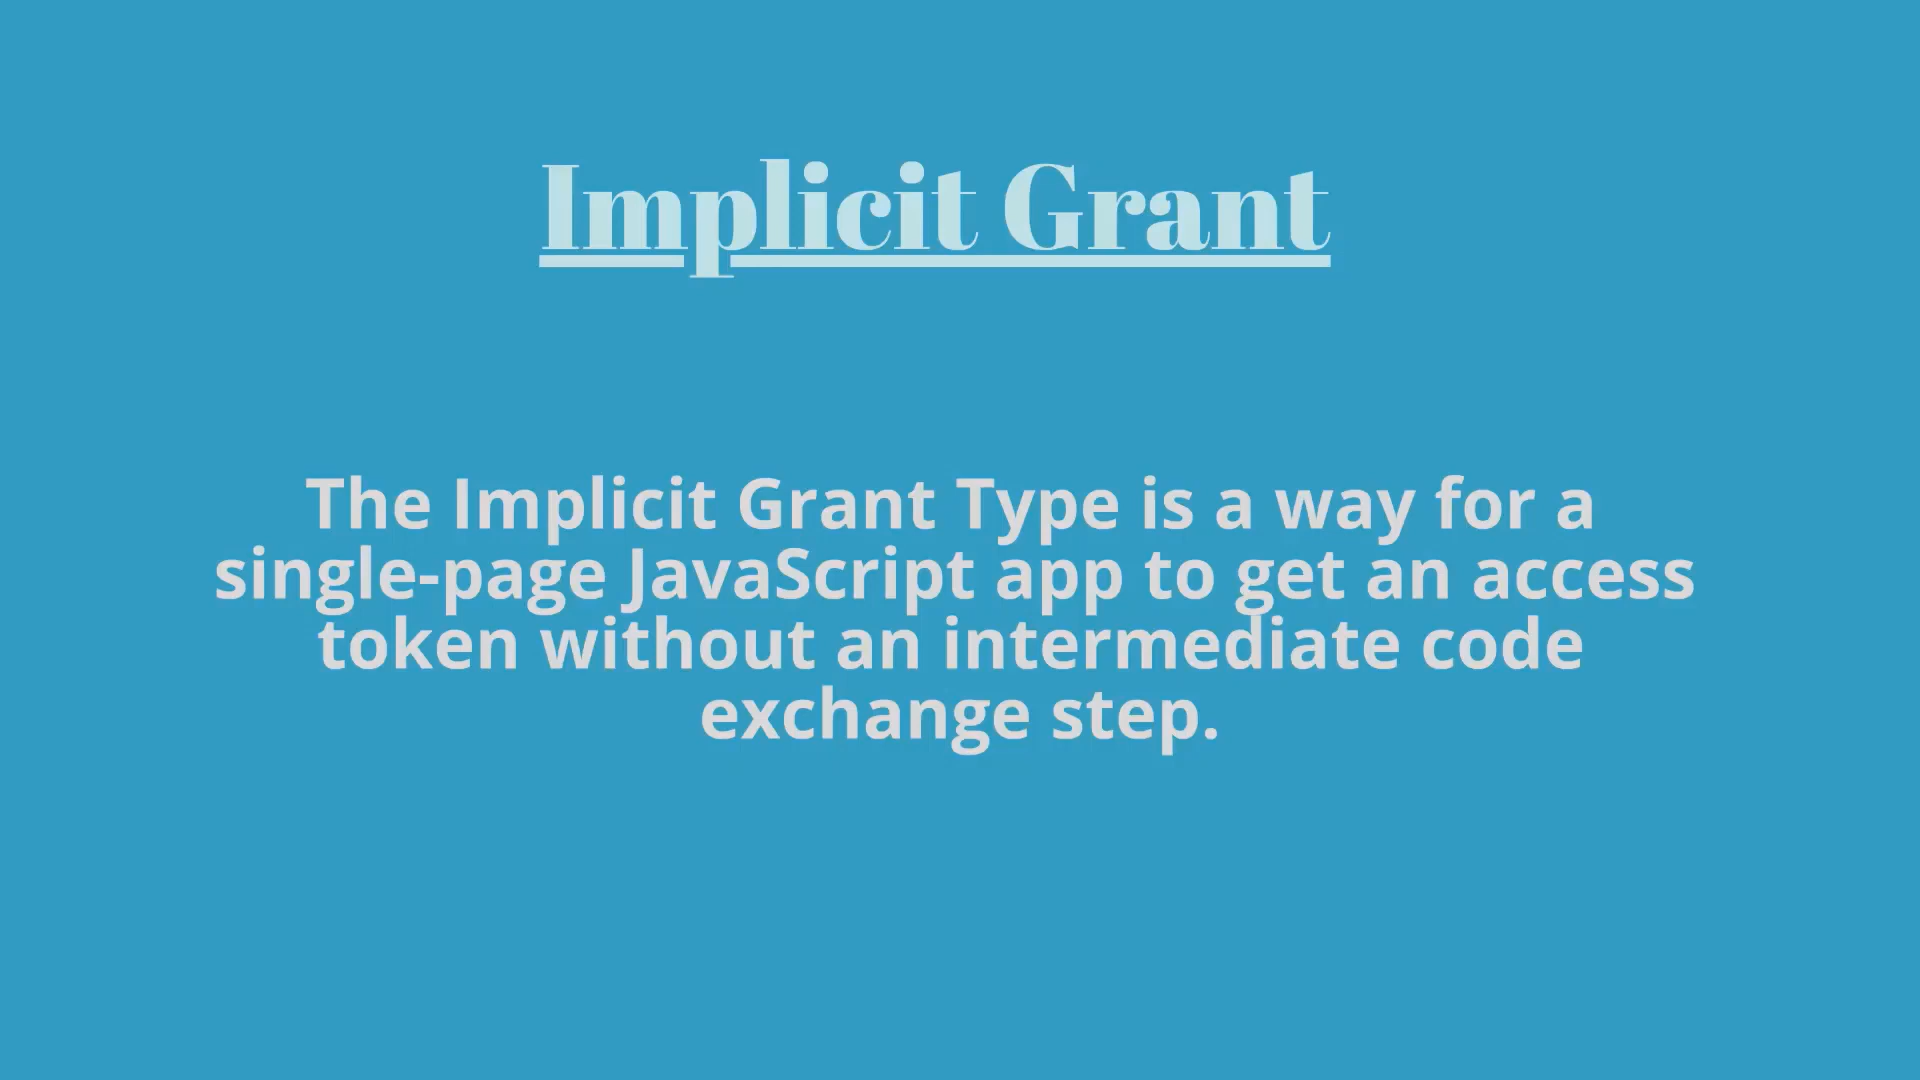 Implicit Grant
The Implicit Grant Type is a way for a
single-page JavaScript app to get an access
token without an intermediate code
exchange step.